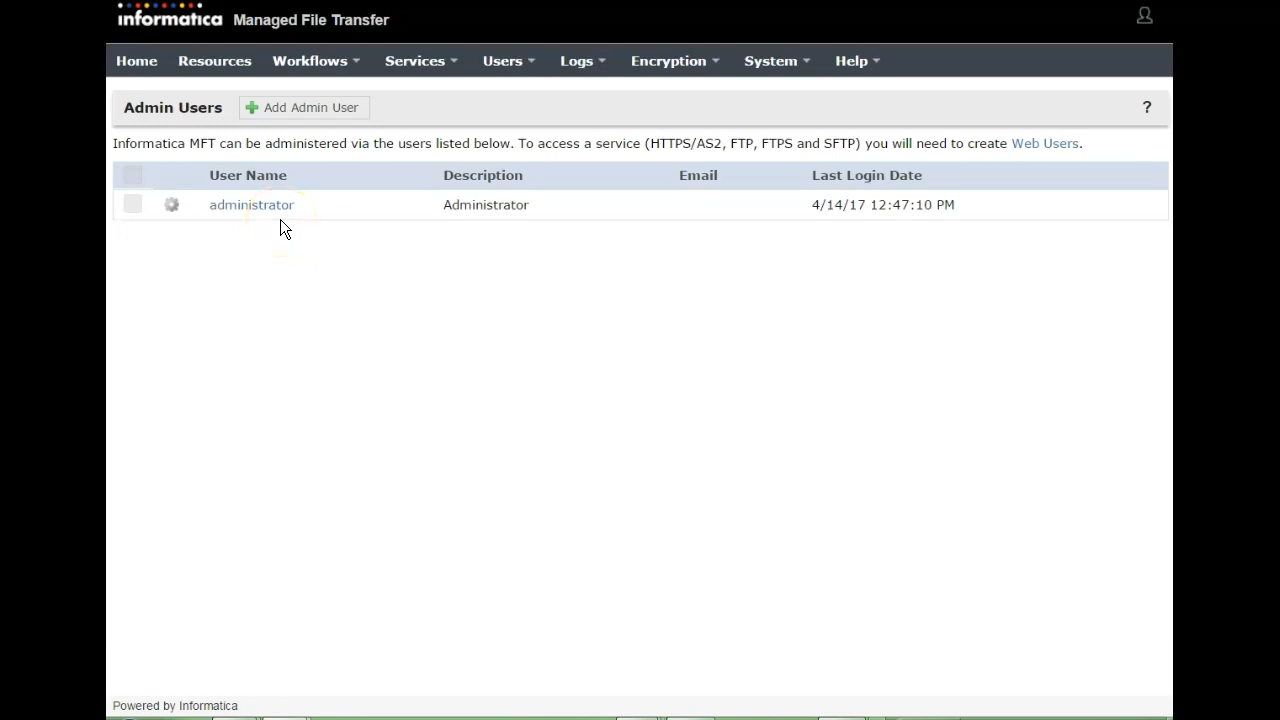 informatica Managed File Transfer
Home Resources Workflows Services Users Logs Encryption System Help
Admin Users Add Admin User ?
Informatica MFT can be administered via the users listed below. To access a service (HTTPS/AS2, FTP, FTPS and SFTP) you will need to create Web Users.
User Name Description Email Last Login Date
administrator Administrator 4/14/17 12:47:10 PM
Powered by Informatica